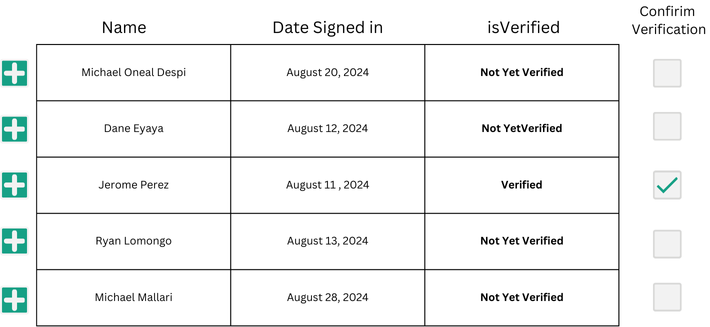 Name Date Signed in isVerified Confirim
Verification
Michael Oneal Despi August 20, 2024 Not Yet Verified
Dane Eyaya August 12, 2024 Not YetVerified
Jerome Perez August 11 , 2024 Verified
Ryan Lomongo August 13, 2024 Not Yet Verified
Michael Mallari August 28, 2024 Not Yet Verified